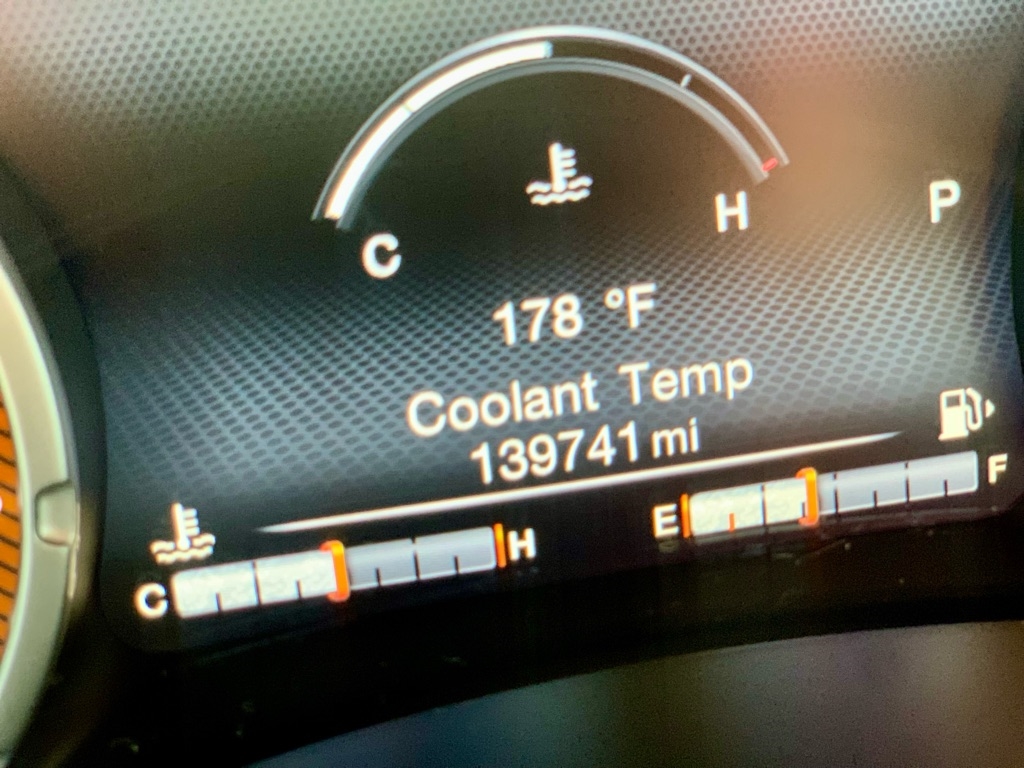 C H P
178 °F
Coolant Temp
139741 mi
C H E F